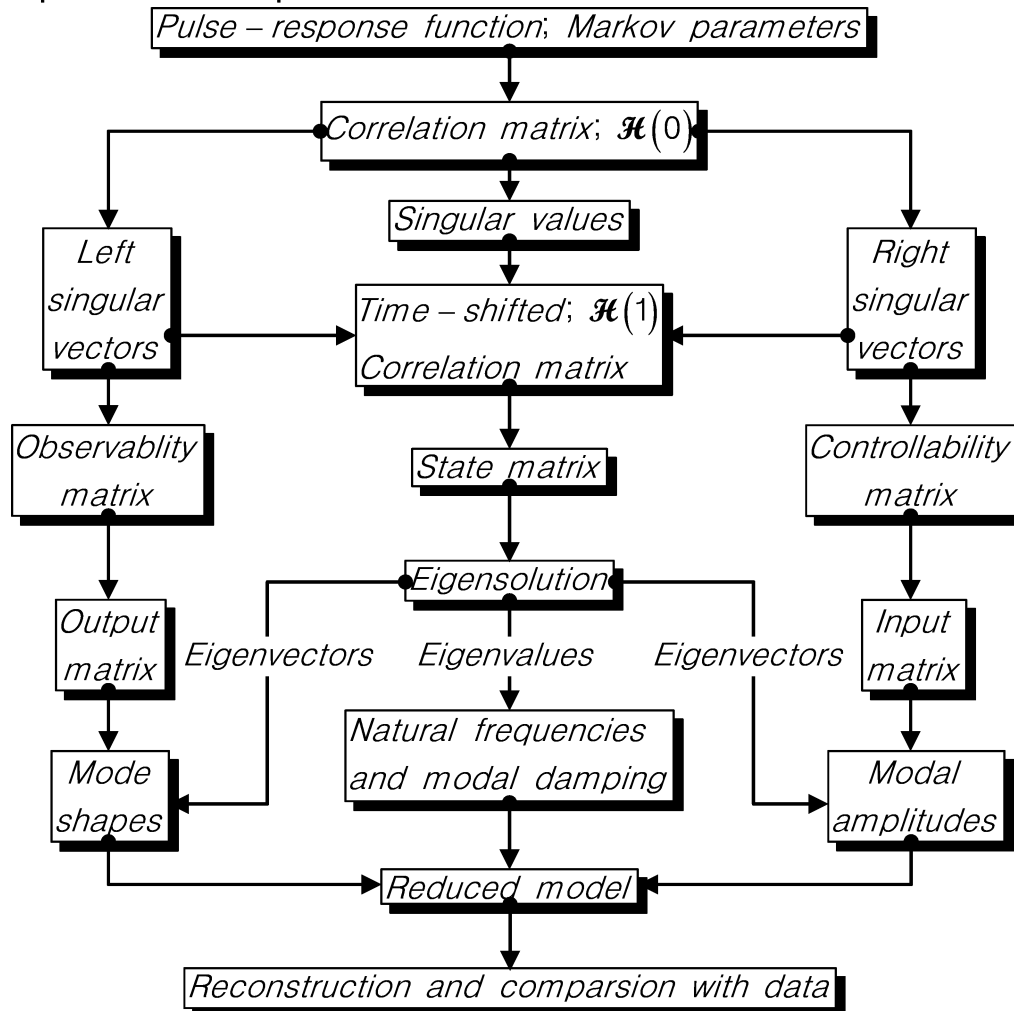 Pulse – response function; Markov parameters
Correlation matrix; ℋ(0)
Singular values
Left
singular
vectors
Right
singular
vectors
Time – shifted; ℋ(1)
Correlation matrix
Observablity
matrix
State matrix
Controllability
matrix
Eigensolution
Output
matrix
Eigenvectors
Eigenvalues
Eigenvectors
Input
matrix
Natural frequencies
and modal damping
Mode
shapes
Modal
amplitudes
Reduced model
Reconstruction and comparsion with data